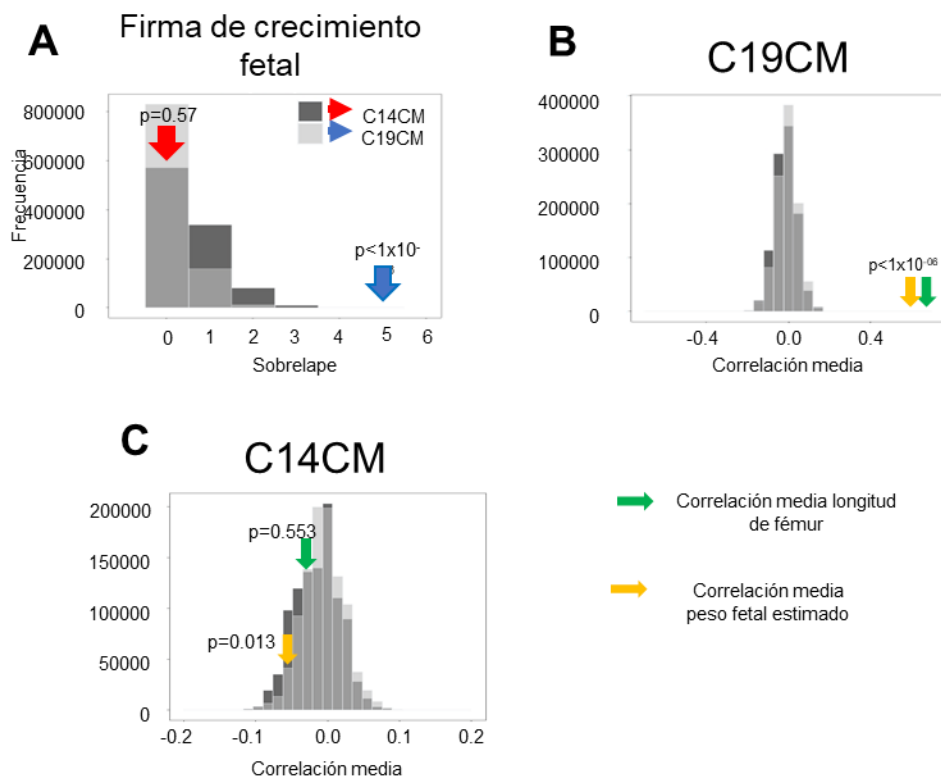 A
Firma de crecimiento
fetal
800000
600000
400000
200000
0
Frecuencia
p=0.57
C14CM
C19CM
p<1x10-
0
1
2
3
4
5
6
Sobrelape
B
C19CM
400000
300000
200000
100000
0
p<1x10-06
-0.4
0.0
0.4
Correlación media
C
C14CM
200000
150000
100000
50000
0
p=0.553
p=0.013
-0.2
-0.1
0.0
0.1
0.2
Correlación media
Correlación media longitud
de fémur
Correlación media
peso fetal estimado